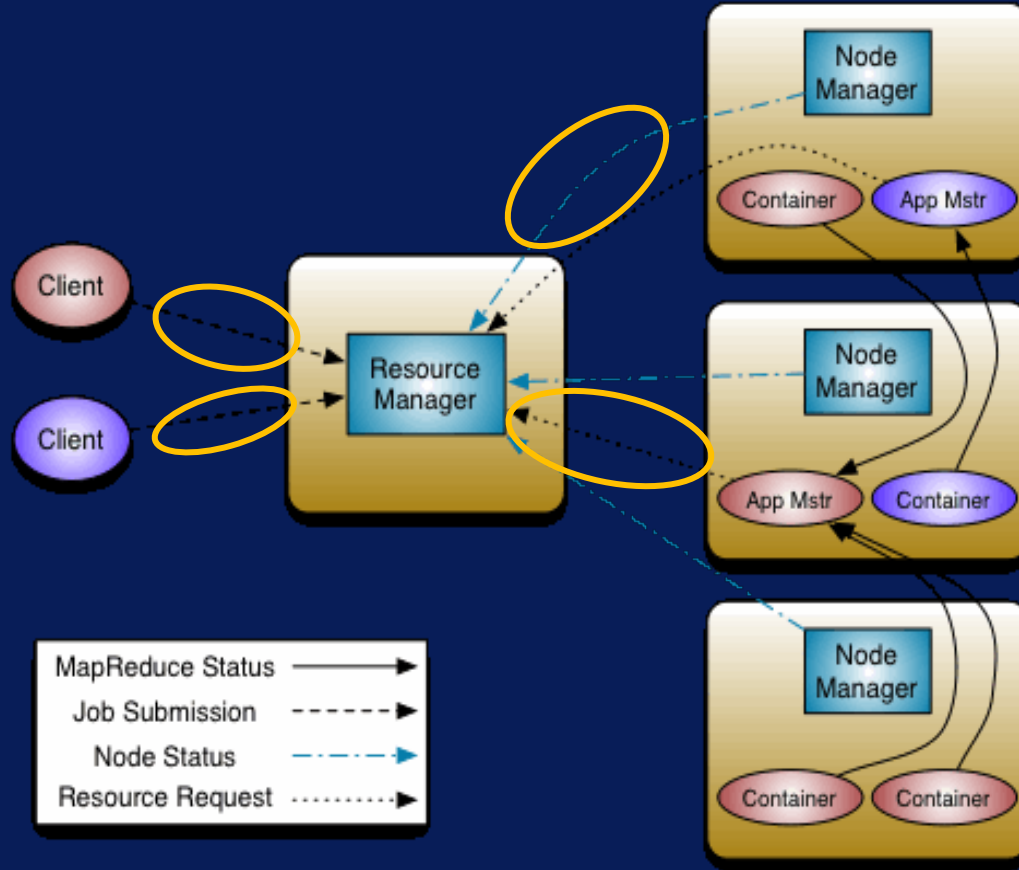 Node
Manager
Container
App Mstr
Client
Resource
Manager
Node
Manager
Client
App Mstr
Container
Node
Manager
Container
Container
MapReduce Status
Job Submission
Node Status
Resource Request